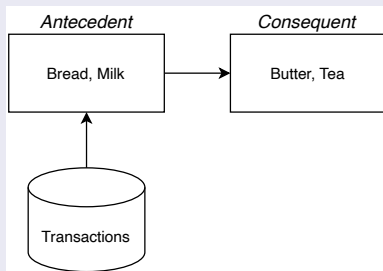 Antecedent
Consequent
Bread, Milk
Butter, Tea
Transactions